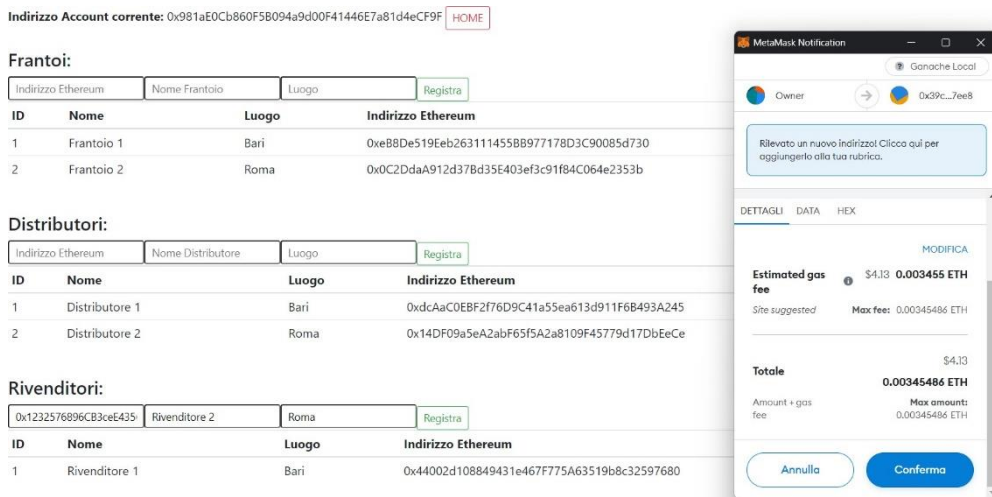 Indirizzo Account corrente: 0x981aE0Cb860F5B094a9d00F41446E7a81d4eCF9F HOME
Frantoi:
Indirizzo Ethereum Nome Frantoio Luogo Registra
ID Nome Luogo Indirizzo Ethereum
1 Frantoio 1 Bari 0xeB8De519Eeb263111455BB977178D3C90085d730
2 Frantoio 2 Roma 0x0C2DdaA912d37Bd35E403ef3c91f84C064e2353b
Distributori:
Indirizzo Ethereum Nome Distributore Luogo Registra
ID Nome Luogo Indirizzo Ethereum
1 Distributore 1 Bari 0xdcAaC0EBF2f76D9C41a55ea613d911F6B493A245
2 Distributore 2 Roma 0x14DF09a5eA2abF65f5A2a8109F45779d17DbEeCe
Rivenditori:
0x1232576896CB3ceE435 Rivenditore 2 Roma Registra
ID Nome Luogo Indirizzo Ethereum
1 Rivenditore 1 Bari 0x44002d108849431e467F775A63519b8c32597680
MetaMask Notification
Ganache Local
Owner 0x39c...7ee8
Rilevato un nuovo indirizzo! Clicca qui per
aggiungerlo alla tua rubrica.
DETTAGLI DATA HEX
MODIFICA
Estimated gas fee $4.13 0.003455 ETH
Site suggested Max fee: 0.00345486 ETH
$4.13
Totale
0.00345486 ETH
Amount + gas fee Max amount:
0.00345486 ETH
Annulla Conferma